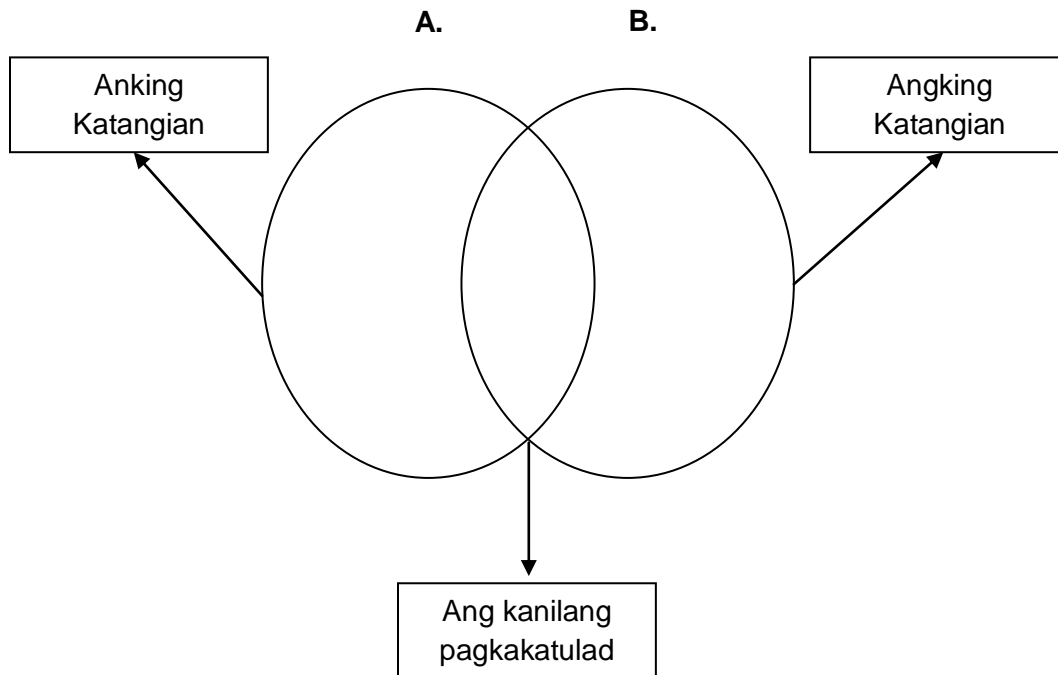 A. B.
Anking
Katangian
Angking
Katangian
Ang kanilang
pagkakatulad